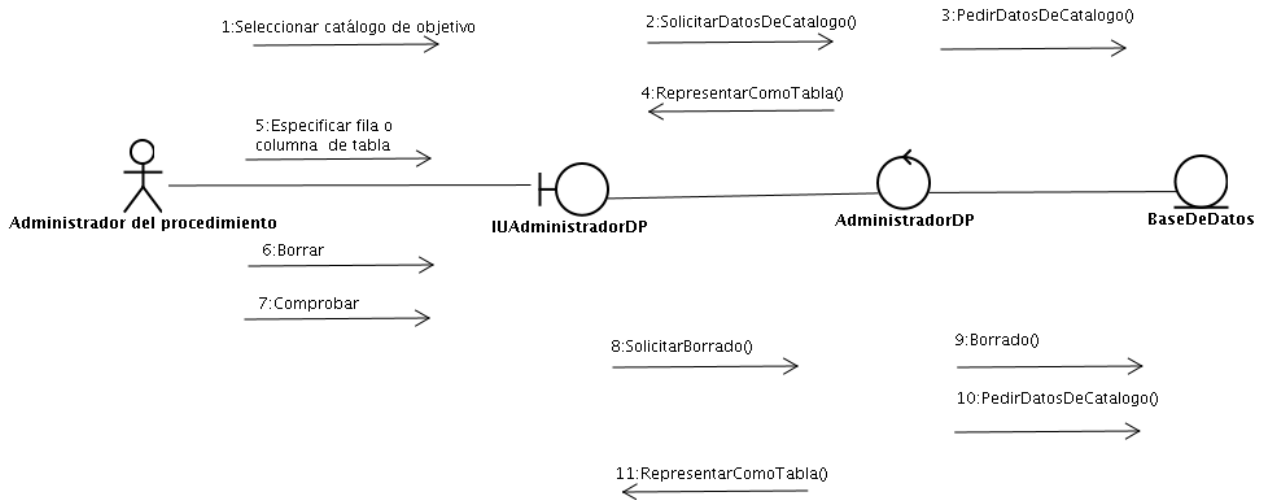 1:Seleccionar catálogo de objetivo
2:SolicitarDatosDeCatalogo()
3:PedirDatosDeCatalogo()
4:RepresentarComoTabla()
5:Especificar fila o
columna de tabla
Administrador del procedimiento
IUAdministradorDP
AdministradorDP
BaseDeDatos
6:Borrar
7:Comprobar
8:SolicitarBorrado()
9:Borrado()
10:PedirDatosDeCatalogo()
11:RepresentarComoTabla()